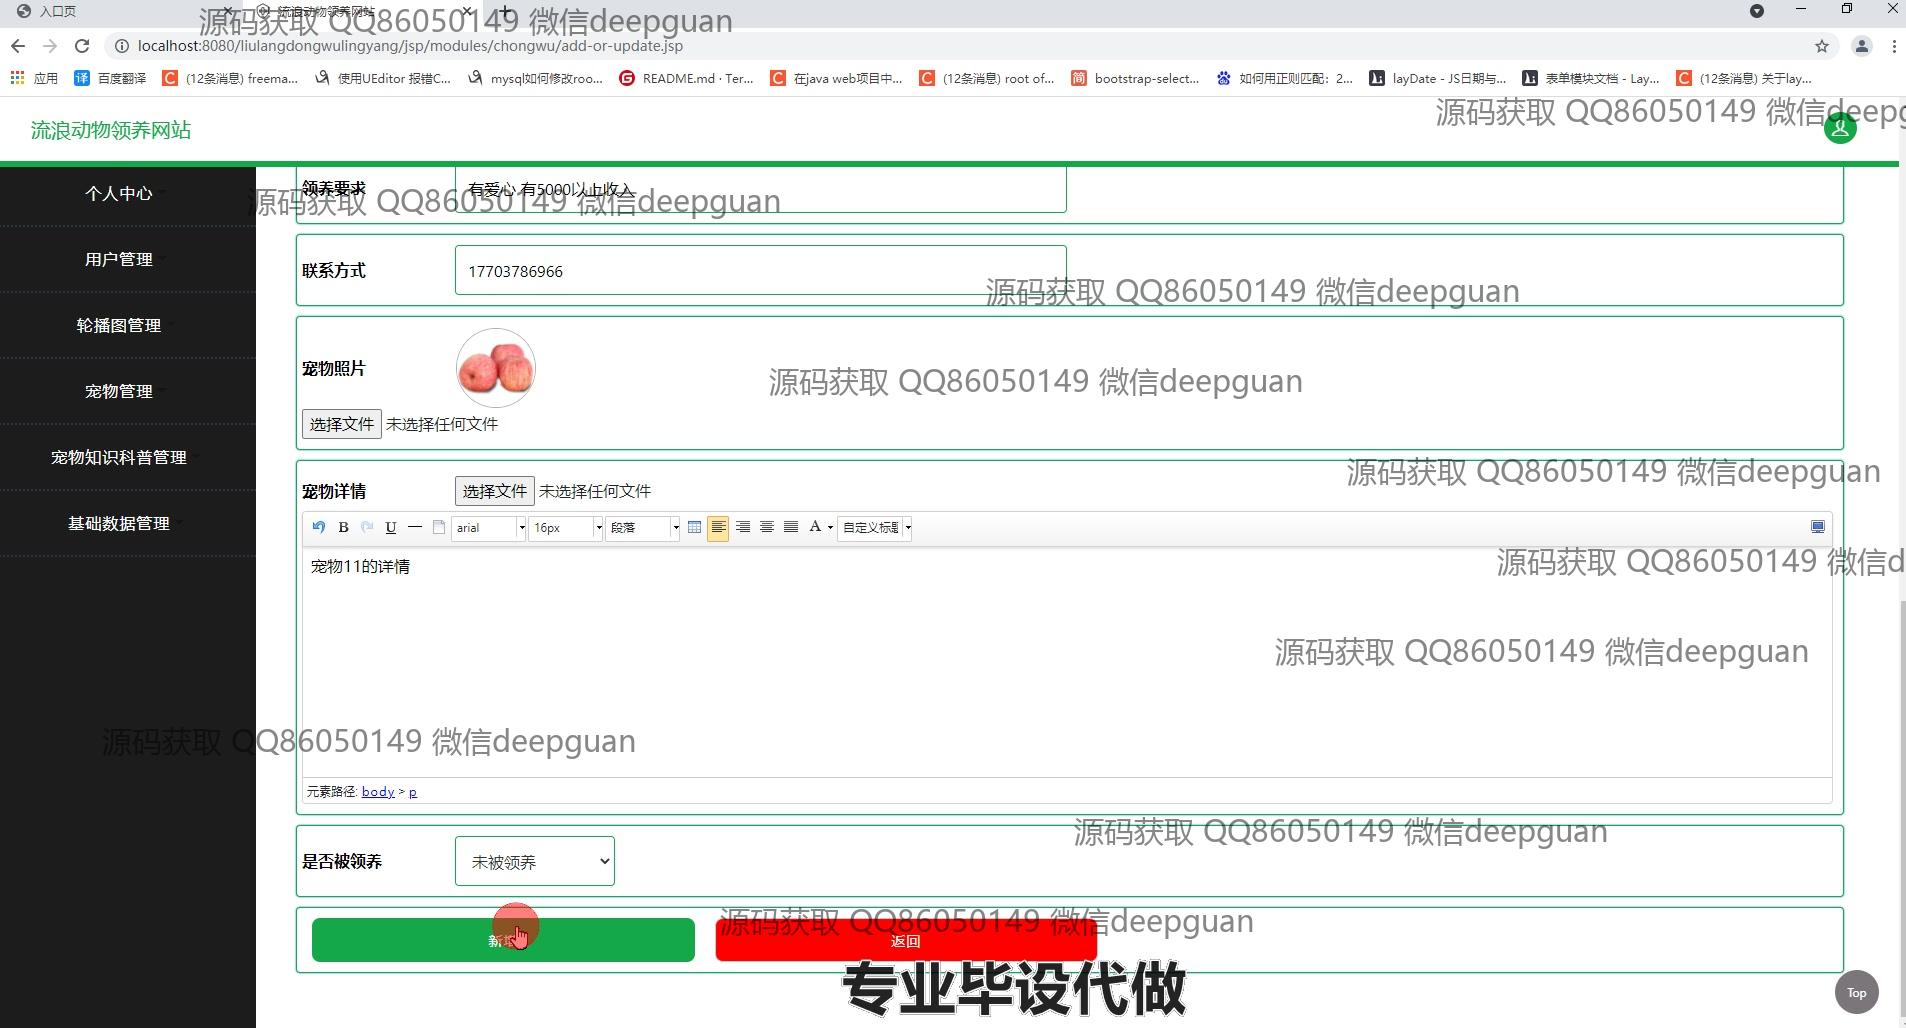 入口页
流浪动物领养网站
源码获取 QQ86050149 微信deepguan
localhost:8080/liulangdongwulingyang/jsp/modules/chongwu/add-or-update.jsp
应用 译 百度翻译 (12条消息) freema... 使用UEditor 报错C... mysql如何修改roo... README.md · Ter... 在java web项目中... (12条消息) root of... 简 bootstrap-select... 如何用正则匹配：2... layDate - JS日期与... 表单模块文档 - Lay... (12条消息) 关于lay...
源码获取 QQ86050149 微信deepg
流浪动物领养网站
个人中心
领养要求 有爱心,有5000以上收入
源码获取 QQ86050149 微信deepguan
用户管理
联系方式 17703786966
源码获取 QQ86050149 微信deepguan
轮播图管理
宠物照片
源码获取 QQ86050149 微信deepguan
宠物管理
选择文件 未选择任何文件
宠物知识科普管理
源码获取 QQ86050149 微信deepguan
宠物详情 选择文件 未选择任何文件
基础数据管理
B U arial 16px 段落 A 自定义标题
宠物11的详情
源码获取 QQ86050149 微信d
源码获取 QQ86050149 微信deepguan
源码获取 QQ86050149 微信deepguan
元素路径: body > p
源码获取 QQ86050149 微信deepguan
是否被领养 未被领养
源码获取 QQ86050149 微信deepguan
新增 返回
专业毕设代做
Top